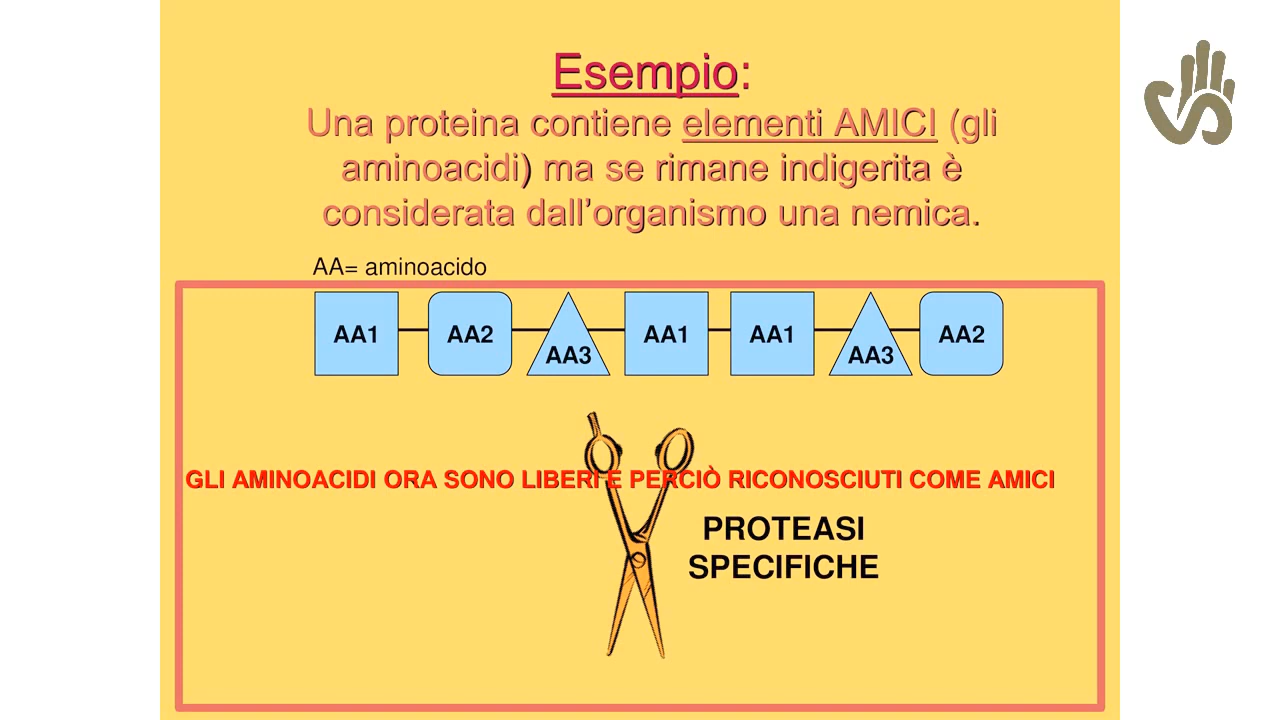 Esempio:
Una proteina contiene elementi AMICI (gli
aminoacidi) ma se rimane indigerita è
considerata dall’organismo una nemica.
AA= aminoacido
AA1 AA2 AA3 AA1 AA1 AA3 AA2
GLI AMINOACIDI ORA SONO LIBERI E PERCIÒ RICONOSCIUTI COME AMICI
PROTEASI
SPECIFICHE